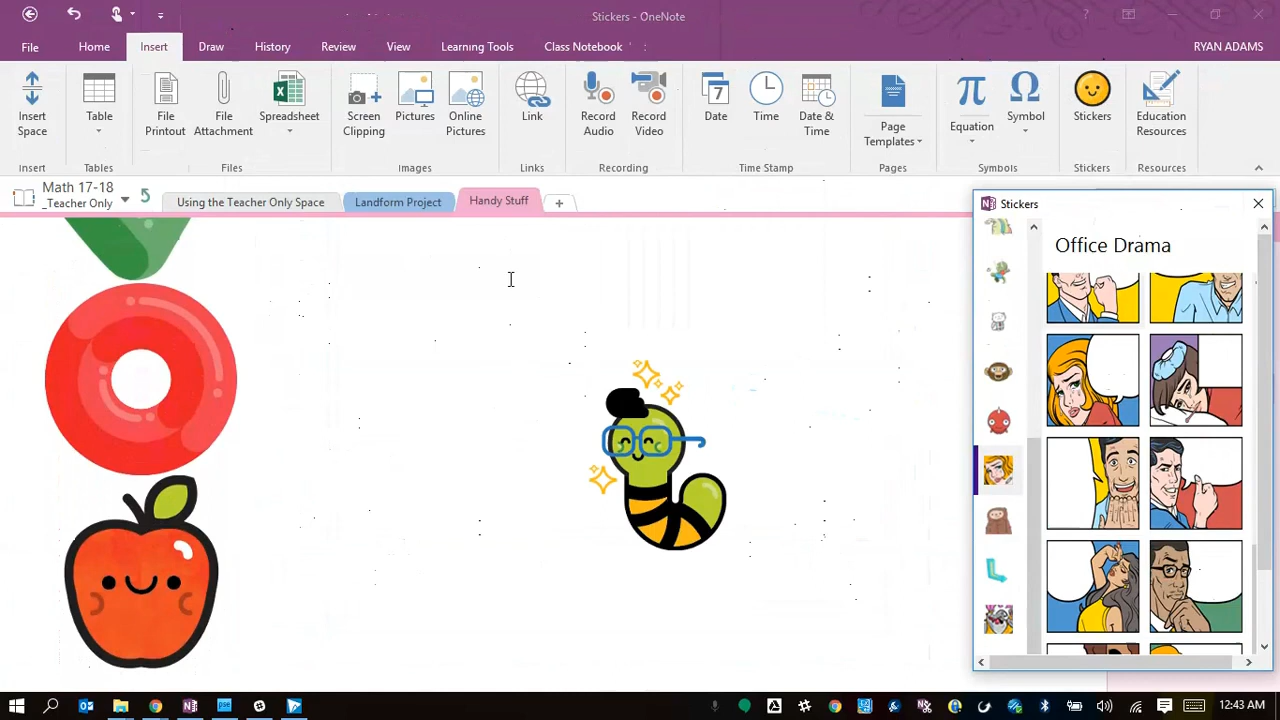 Stickers - OneNote
File Home Insert Draw History Review View Learning Tools Class Notebook RYAN ADAMS
Insert Space
Table
File Printout
File Attachment
Spreadsheet
Screen Clipping
Pictures
Online Pictures
Link
Record Audio
Record Video
7
Date
Time
Date & Time
Page Templates
Equation
Symbol
Stickers
Education Resources
Insert Tables Files Images Links Recording Time Stamp Pages Symbols Stickers Resources
Math 17-18
_Teacher Only
Using the Teacher Only Space Landform Project Handy Stuff
Stickers
Office Drama
12:43 AM